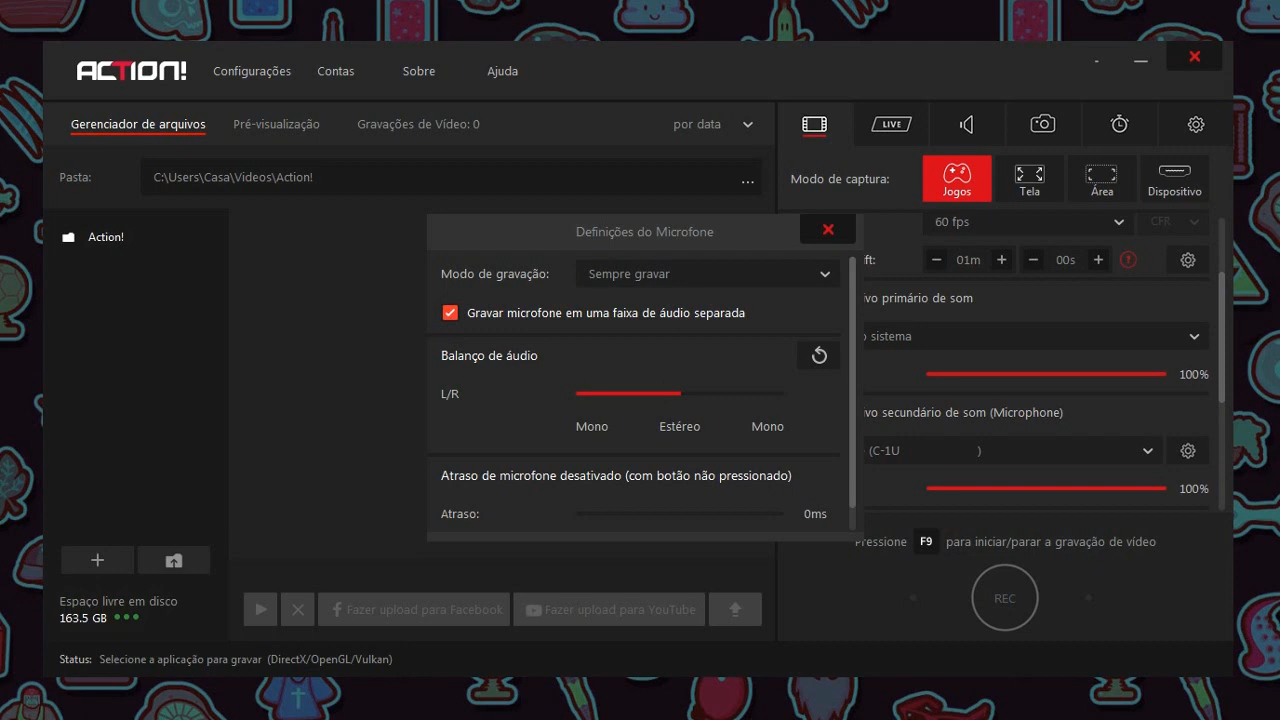 ACTION!
Configurações Contas Sobre Ajuda
Gerenciador de arquivos Pré-visualização Gravações de Vídeo: 0 por data
LIVE
Pasta: C:\Users\Casa\Videos\Action! ...
Modo de captura: Jogos Tela Área Dispositivo
Action!
60 fps CFR
ft: 01m 00s
Definições do Microfone
Modo de gravação: Sempre gravar
Gravar microfone em uma faixa de áudio separada
Balanço de áudio
L/R
Mono Estéreo Mono
Atraso de microfone desativado (com botão não pressionado)
Atraso: 0ms
vo primário de som
sistema
100%
vo secundário de som (Microphone)
(C-1U )
100%
Pressione F9 para iniciar/parar a gravação de vídeo
REC
Espaço livre em disco
163.5 GB
Fazer upload para Facebook Fazer upload para YouTube
Status: Selecione a aplicação para gravar (DirectX/OpenGL/Vulkan)